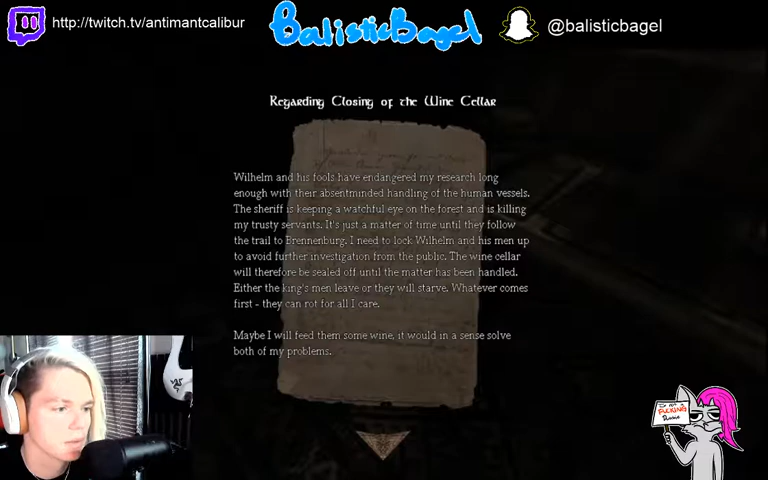 http://twitch.tv/antimantcalibur
BalisticBagel
@balisticbagel
Regarding Closing of the Wine Cellar
Wilhelm and his fools have endangered my research long
enough with their absentminded handling of the human vessels.
The sheriff is keeping a watchful eye on the forest and is killing
my trusty servants. It's just a matter of time until they follow
the trail to Brennenburg. I need to lock Wilhelm and his men up
to avoid further investigation from the public. The wine cellar
will therefore be sealed off until the matter has been handled.
Either the king's men leave or they will starve. Whatever comes
first - they can rot for all I care.
Maybe I will feed them some wine, it would in a sense solve
both of my problems.
FUCKING